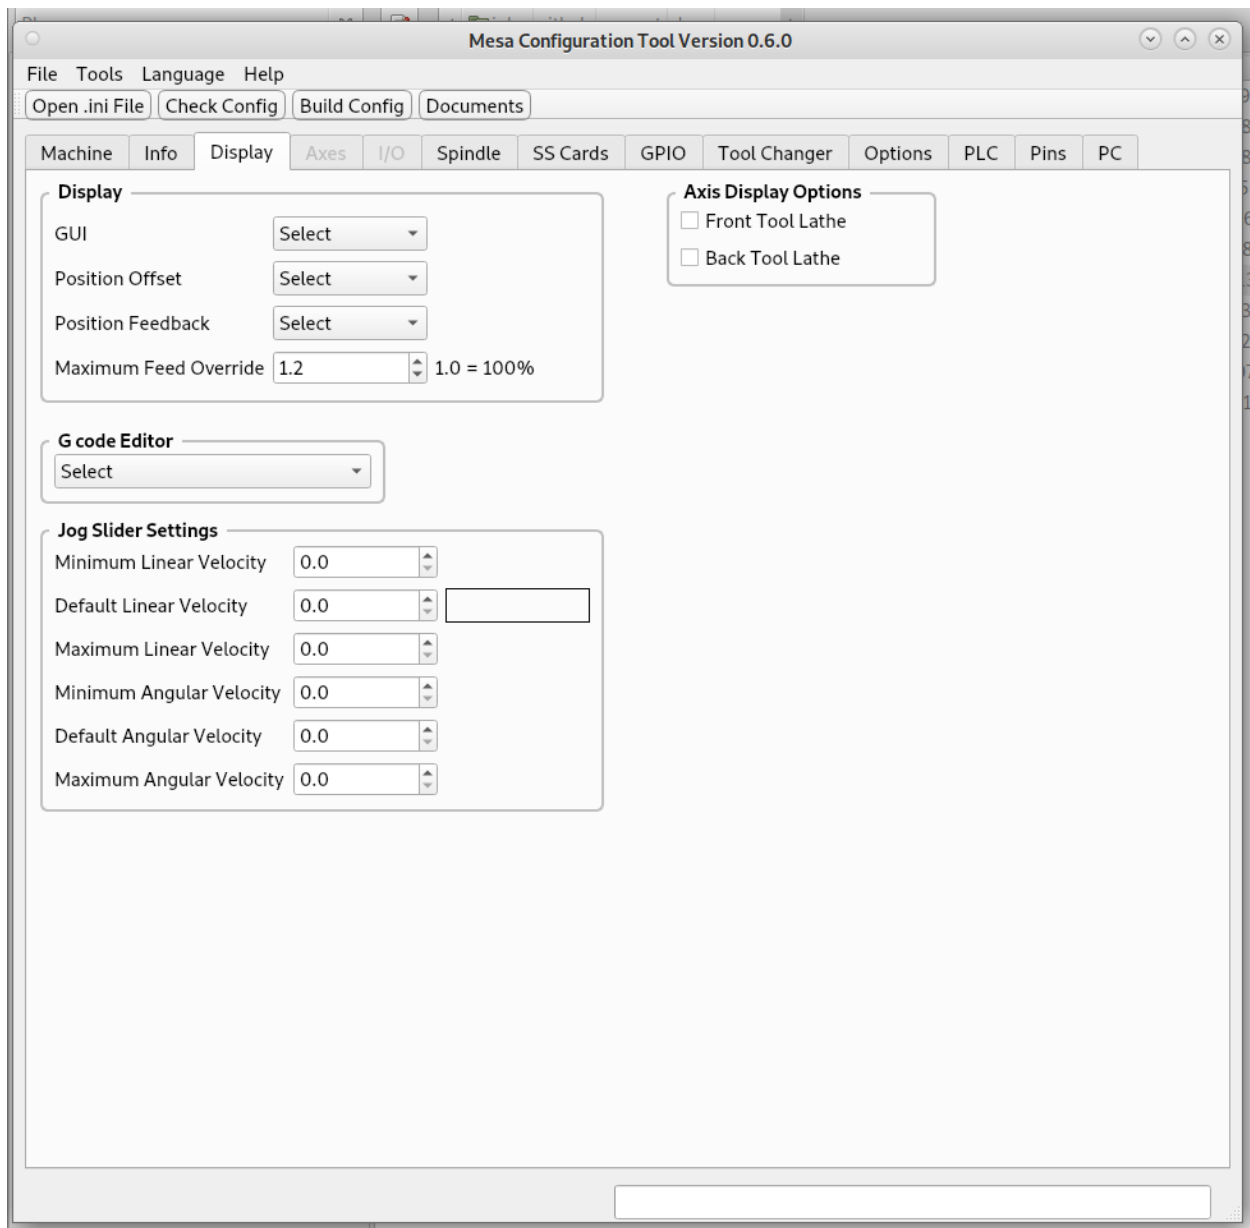 Mesa Configuration Tool Version 0.6.0
File Tools Language Help
Open .ini File Check Config Build Config Documents
Machine Info Display Axes I/O Spindle SS Cards GPIO Tool Changer Options PLC Pins PC
Display
GUI Select
Position Offset Select
Position Feedback Select
Maximum Feed Override 1.2 1.0 = 100%
Axis Display Options
Front Tool Lathe
Back Tool Lathe
G code Editor
Select
Jog Slider Settings
Minimum Linear Velocity 0.0
Default Linear Velocity 0.0
Maximum Linear Velocity 0.0
Minimum Angular Velocity 0.0
Default Angular Velocity 0.0
Maximum Angular Velocity 0.0